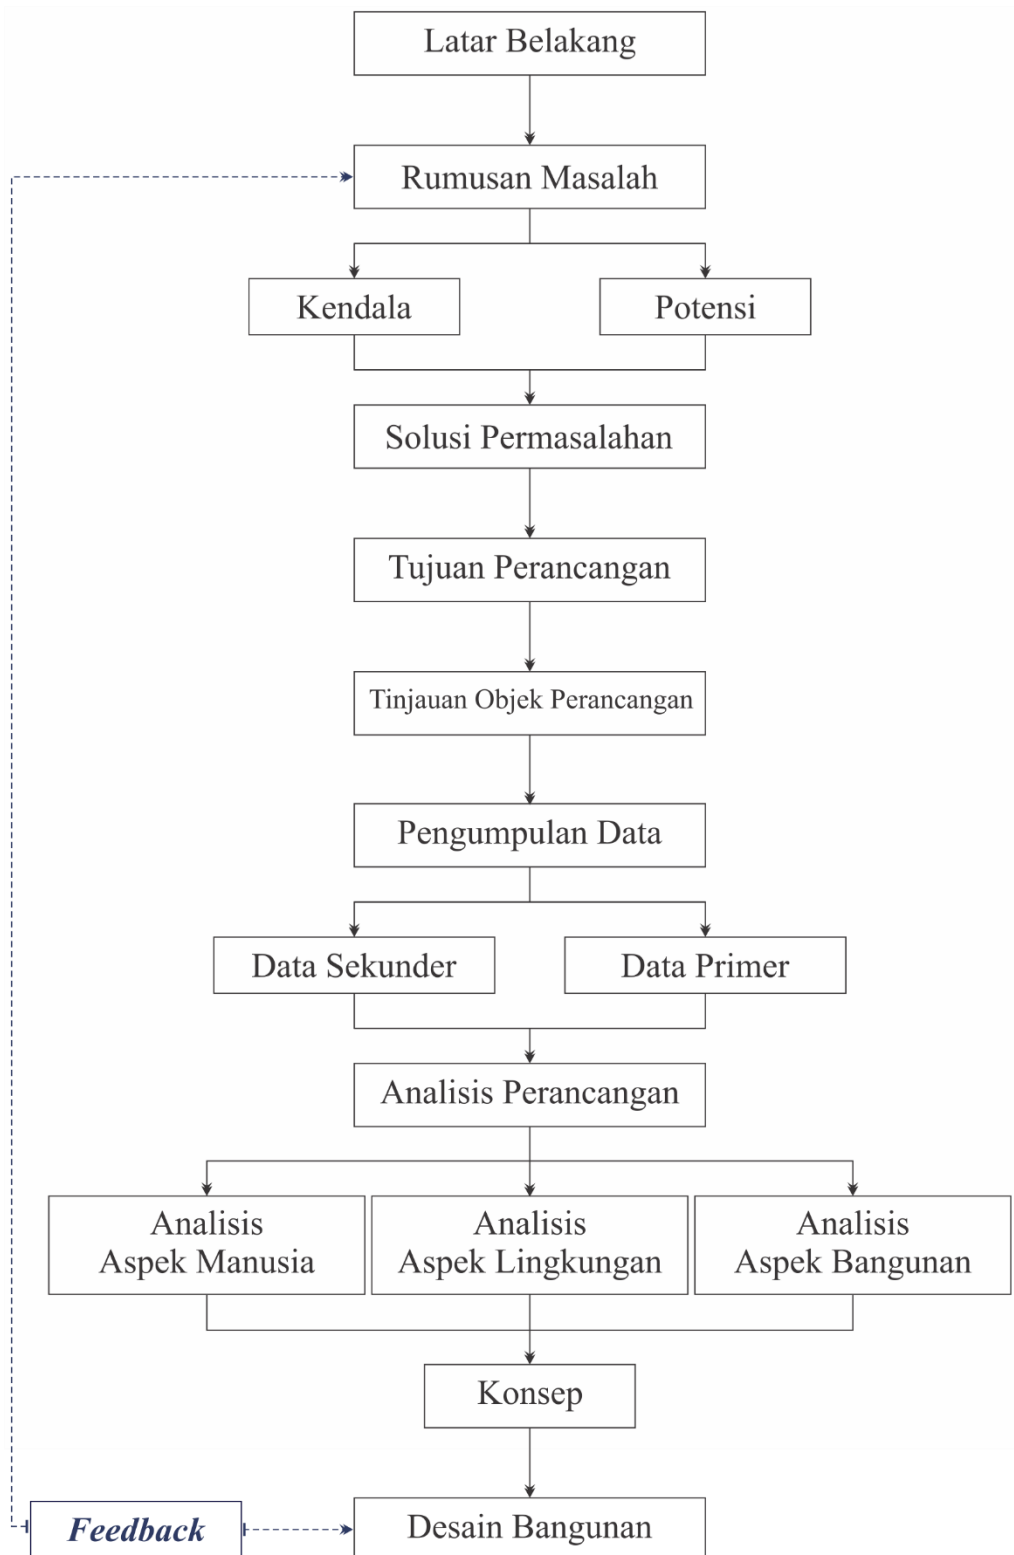 Latar Belakang
Rumusan Masalah
Kendala
Potensi
Solusi Permasalahan
Tujuan Perancangan
Tinjauan Objek Perancangan
Pengumpulan Data
Data Sekunder
Data Primer
Analisis Perancangan
Analisis
Aspek Manusia
Analisis
Aspek Lingkungan
Analisis
Aspek Bangunan
Konsep
Feedback
Desain Bangunan